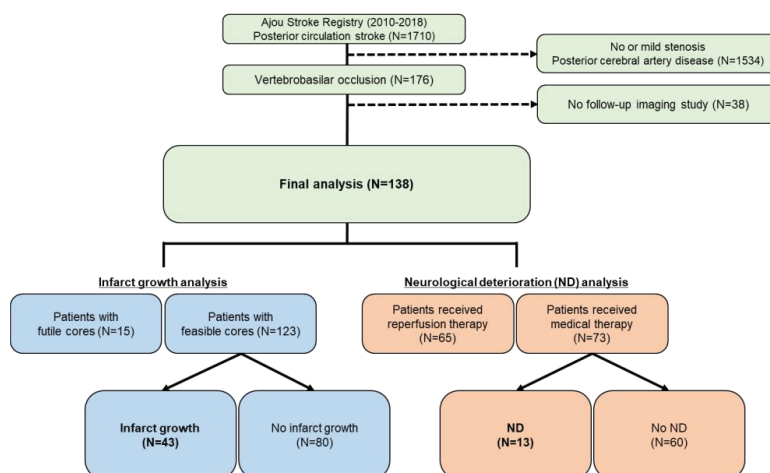 Ajou Stroke Registry (2010-2018)
Posterior circulation stroke (N=1710)
No or mild stenosis
Posterior cerebral artery disease (N=1534)
Vertebrobasilar occlusion (N=176)
No follow-up imaging study (N=38)
Final analysis (N=138)
Infarct growth analysis
Neurological deterioration (ND) analysis
Patients with
futile cores (N=15)
Patients with
feasible cores (N=123)
Patients received
reperfusion therapy
(N=65)
Patients received
medical therapy
(N=73)
Infarct growth
(N=43)
No infarct growth
(N=80)
ND
(N=13)
No ND
(N=60)